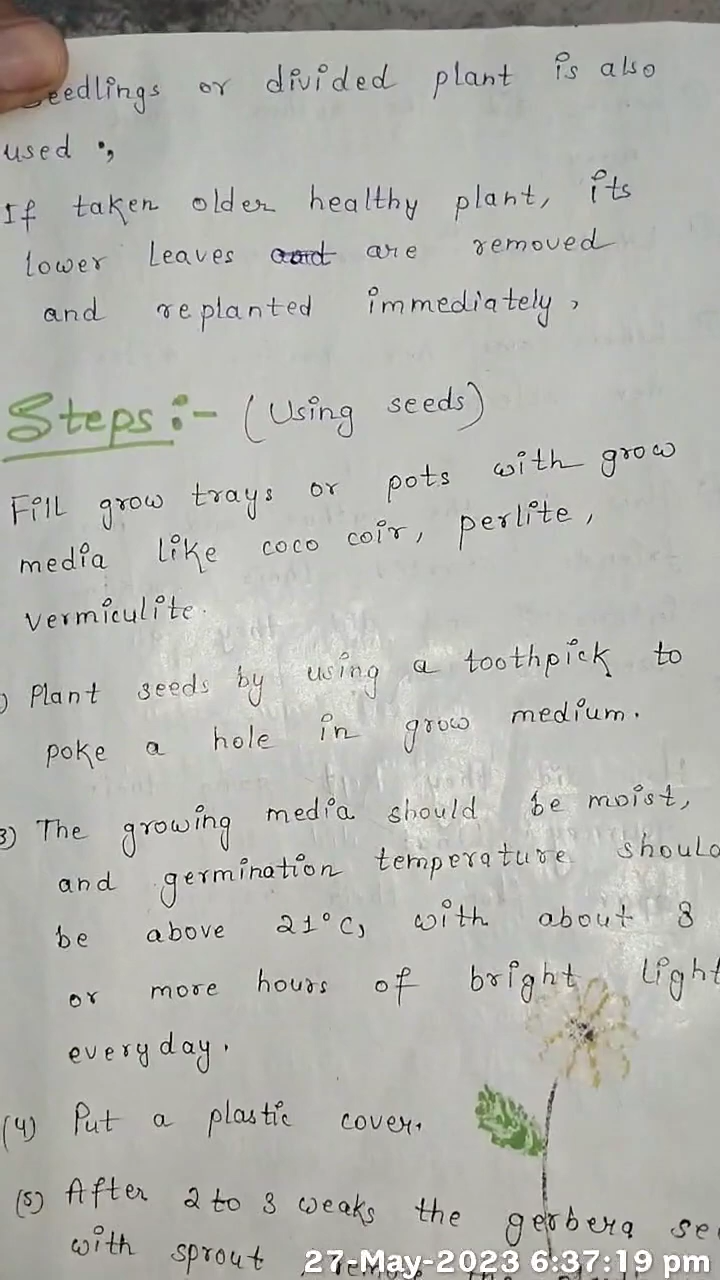 eedlings or divided plant is also
used ;
If taken older healthy plant, its
lower leaves are removed
and replanted immediately,
Steps:- (Using seeds)
Fill grow trays or pots with grow
media like coco coir, perlite,
vermiculite.
) Plant seeds by using a toothpick to
poke a hole in grow medium.
3) The growing media should be moist,
and germination temperature should
be above 21°C, with about 8
or more hours of bright light
everyday.
(4) Put a plastic cover.
(5) After 2 to 3 weaks the gerbera se
with sprout,
27-May-2023 6:37:19 pm